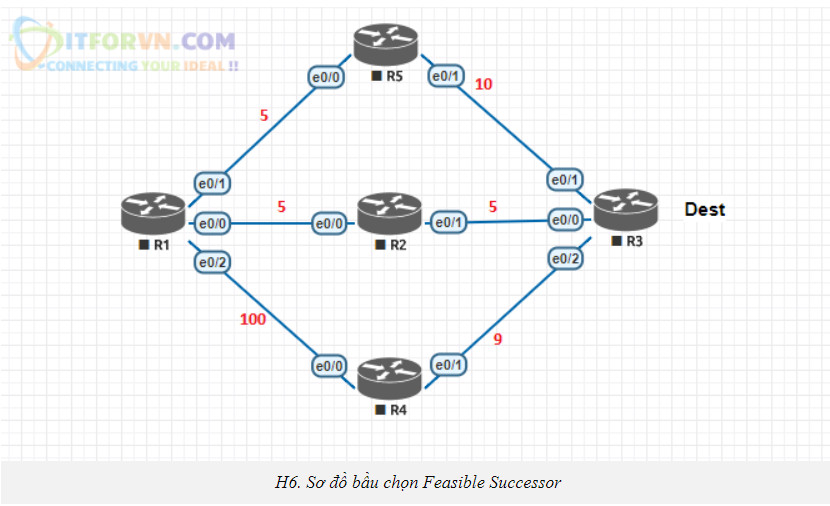 ITFORVN.COM
CONNECTING YOUR IDEAL !!
e0/0
R5
e0/1
10
5
e0/1
e0/1
5
5
Dest
e0/0
e0/0
e0/1
e0/0
R1
R2
R3
e0/2
e0/2
100
9
e0/0
e0/1
R4
H6. Sơ đồ bầu chọn Feasible Successor